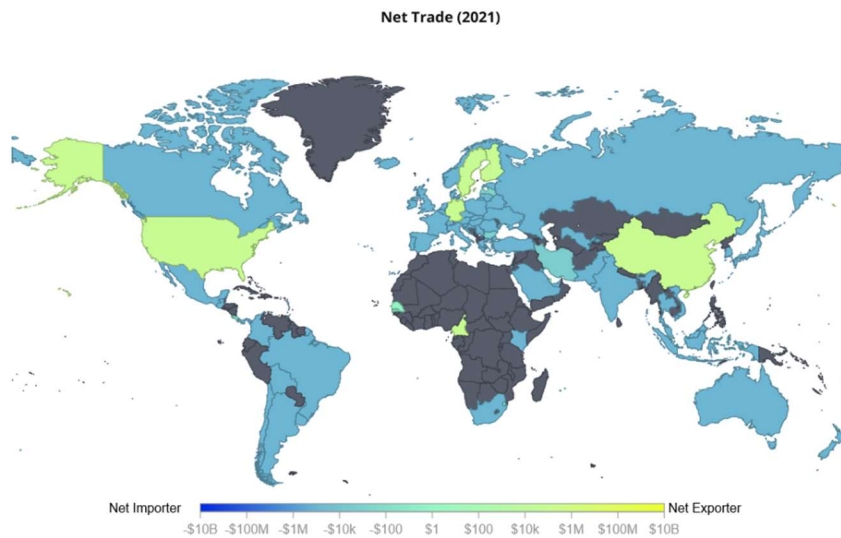 Net Trade (2021)
Net Importer Net Exporter
-$10B -$100M -$1M -$10k -$100 $1 $100 $10k $1M $100M $10B